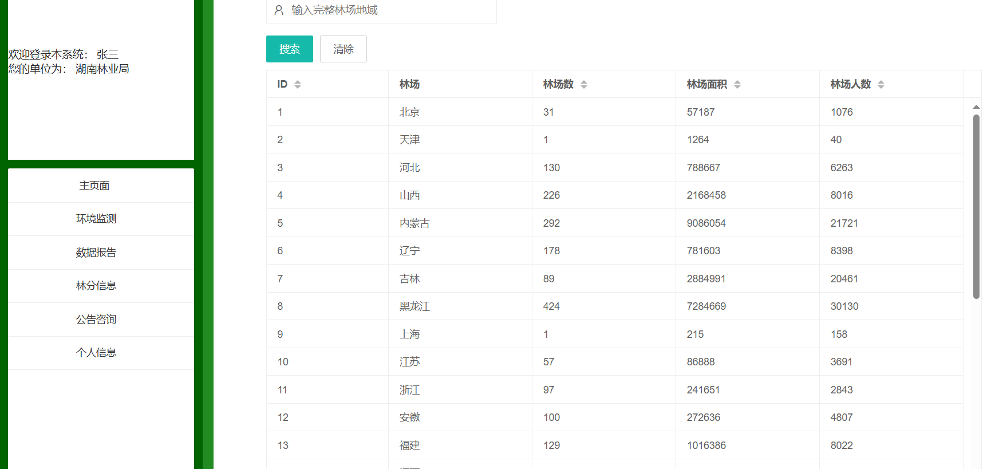 欢迎登录本系统： 张三
您的单位为： 湖南林业局
主页面
环境监测
数据报告
林分信息
公告咨询
个人信息
输入完整林场地域
搜索 清除
ID 林场 林场数 林场面积 林场人数
1 北京 31 57187 1076
2 天津 1 1264 40
3 河北 130 788667 6263
4 山西 226 2168458 8016
5 内蒙古 292 9086054 21721
6 辽宁 178 781603 8398
7 吉林 89 2884991 20461
8 黑龙江 424 7284669 30130
9 上海 1 215 158
10 江苏 57 86888 3691
11 浙江 97 241651 2843
12 安徽 100 272636 4807
13 福建 129 1016386 8022